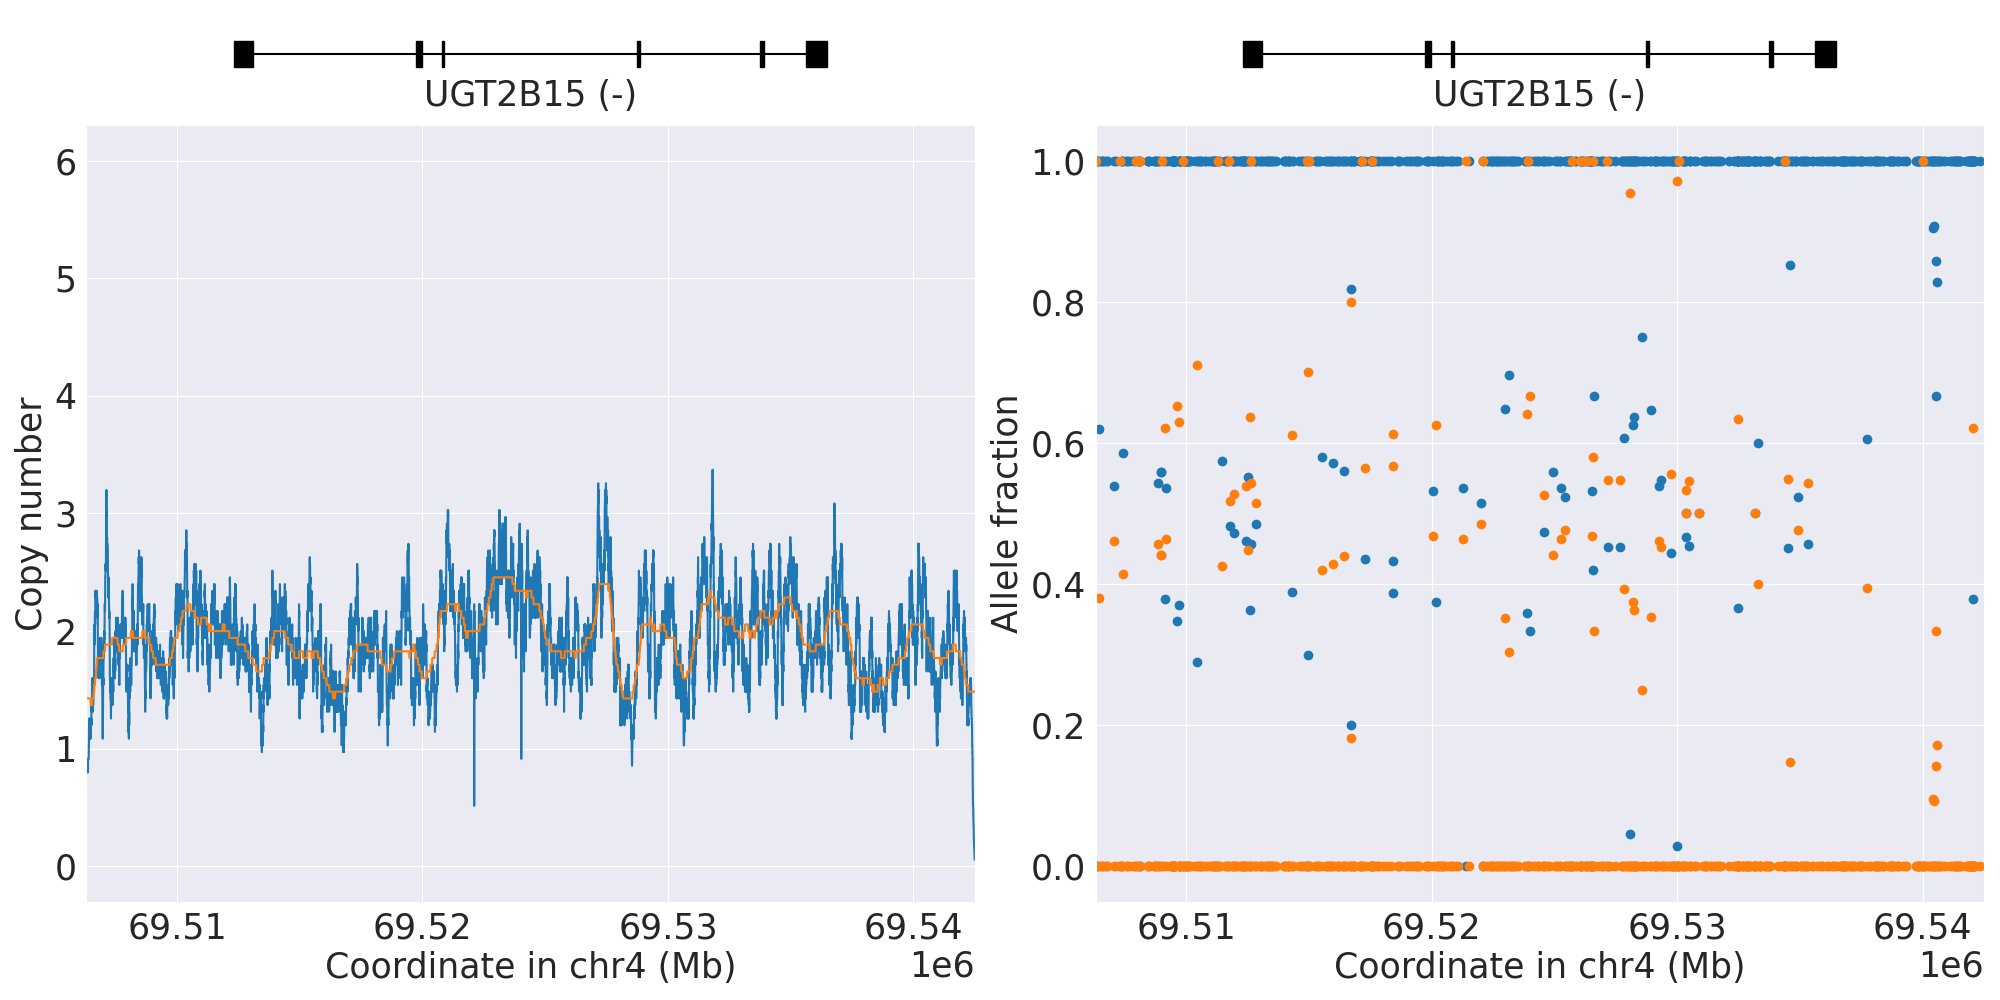 UGT2B15 (-)
6
5
4
3
2
1
0
Copy number
69.51 69.52 69.53 69.54
Coordinate in chr4 (Mb) 1e6
UGT2B15 (-)
1.0
0.8
0.6
0.4
0.2
0.0
Allele fraction
69.51 69.52 69.53 69.54
Coordinate in chr4 (Mb) 1e6